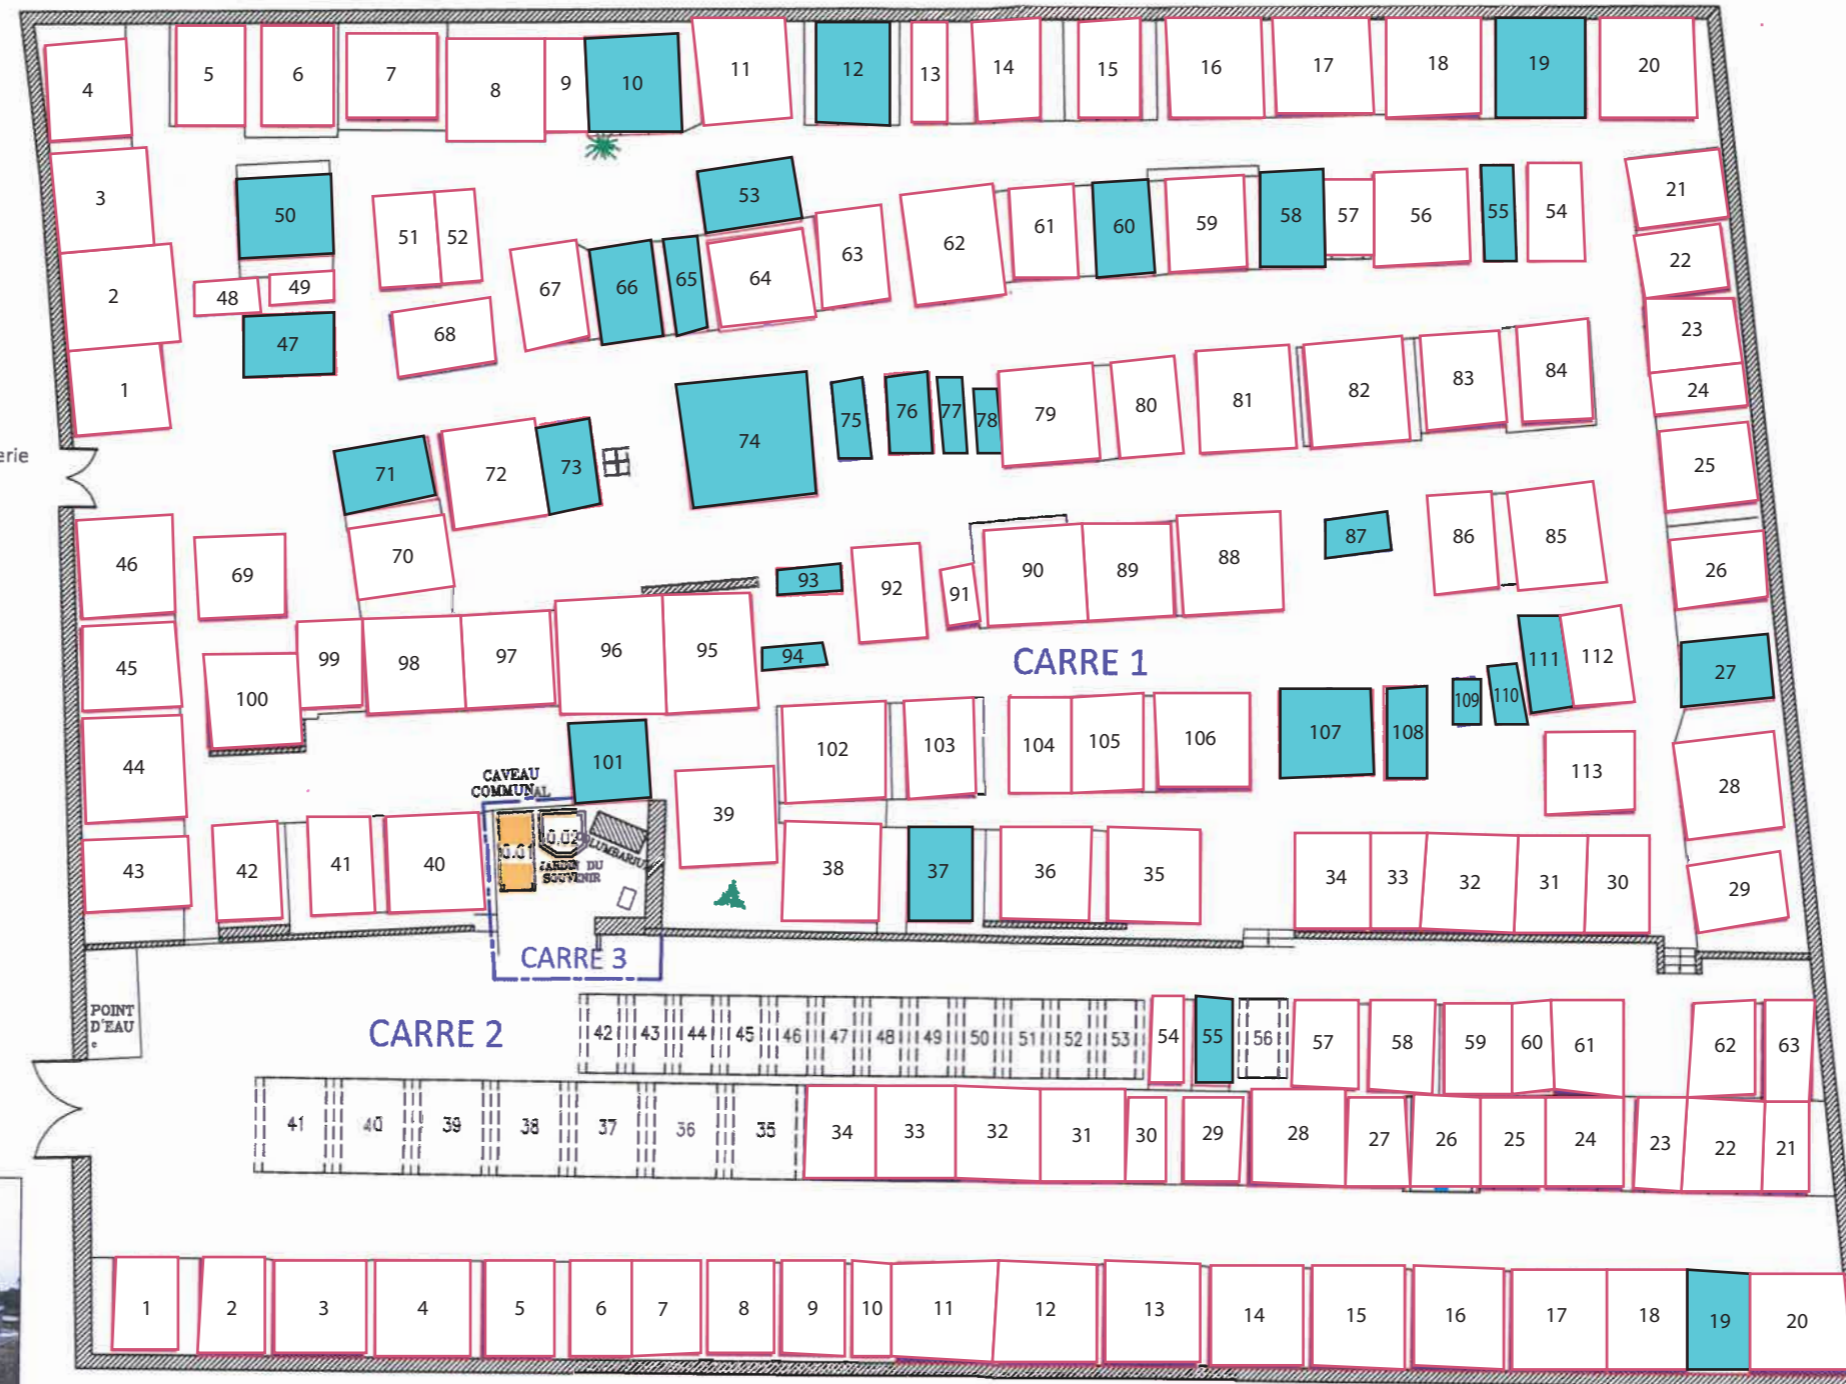 4 5 6 7 8 9 10 11 12 13 14 15 16 17 18 19 20
3 50 51 52 53 63 62 61 60 59 58 57 56 55 54 21
2 48 49 67 66 65 64 22
47 68 23
1 71 72 73 74 75 76 77 78 79 80 81 82 83 84 24
erie
25
46 69 70 93 92 91 90 89 88 87 86 85 26
45 100 99 98 97 96 95 94 CARRE 1 111 112 27
109 110
44 101 102 103 104 105 106 107 108 113 28
CAVEAU
COMMUNAL
39
43 42 41 40 0.01 0.02 38 37 36 35 34 33 32 31 30 29
JARDIN DU
SOUVENIR
CARRE 3
POINT
D'EAU
CARRE 2
42 43 44 45 46 47 48 49 50 51 52 53 54 55 56 57 58 59 60 61 62 63
41 40 39 38 37 36 35 34 33 32 31 30 29 28 27 26 25 24 23 22 21
1 2 3 4 5 6 7 8 9 10 11 12 13 14 15 16 17 18 19 20